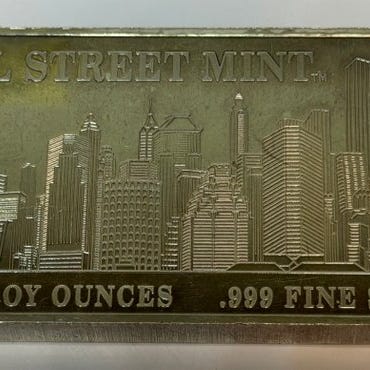 L STREET MINT™
OY OUNCES .999 FINE S